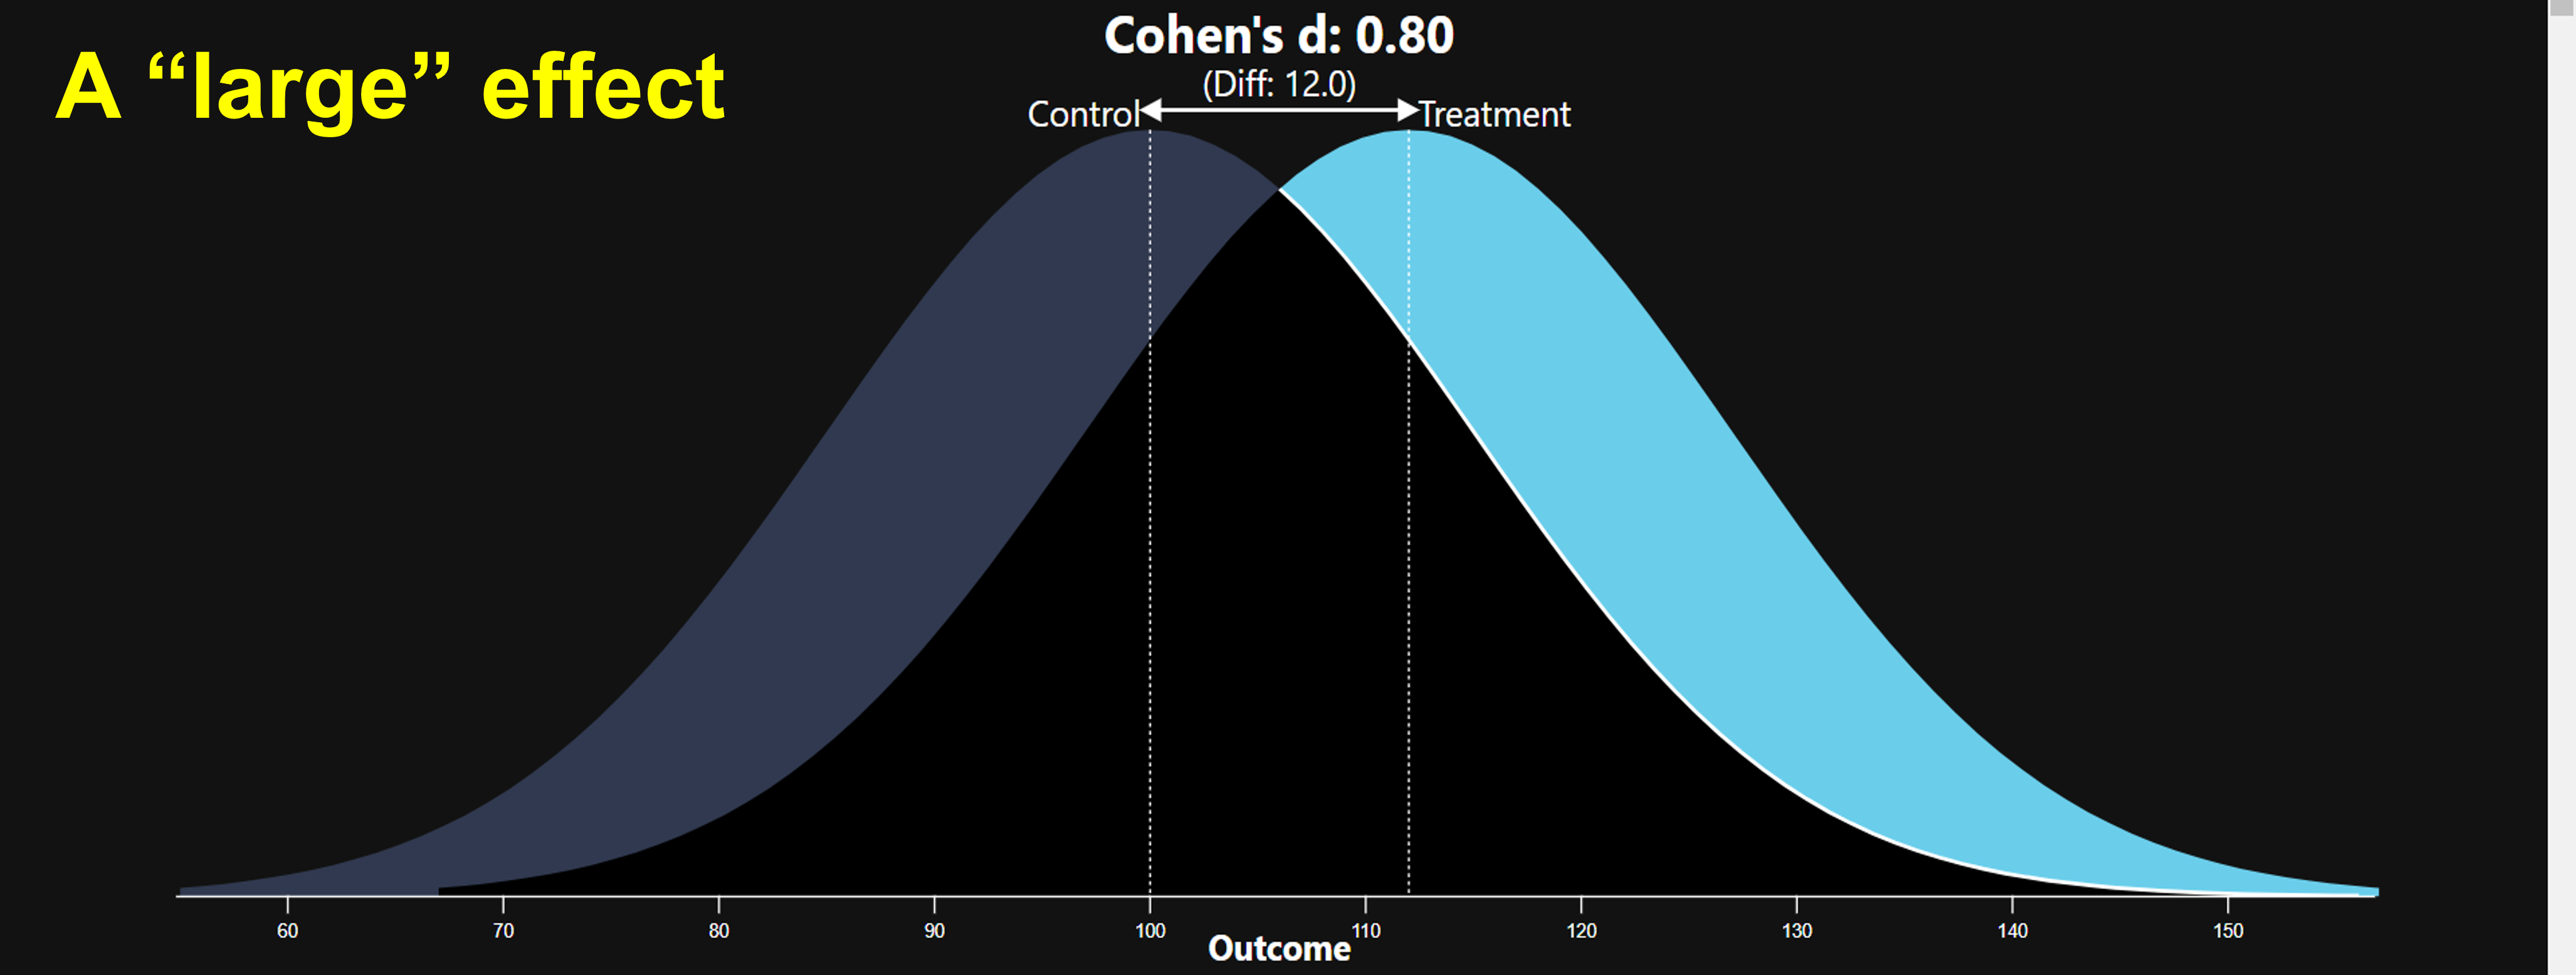 A “large” effect
Cohen's d: 0.80
(Diff: 12.0)
Control Treatment
60 70 80 90 100 110 120 130 140 150
Outcome